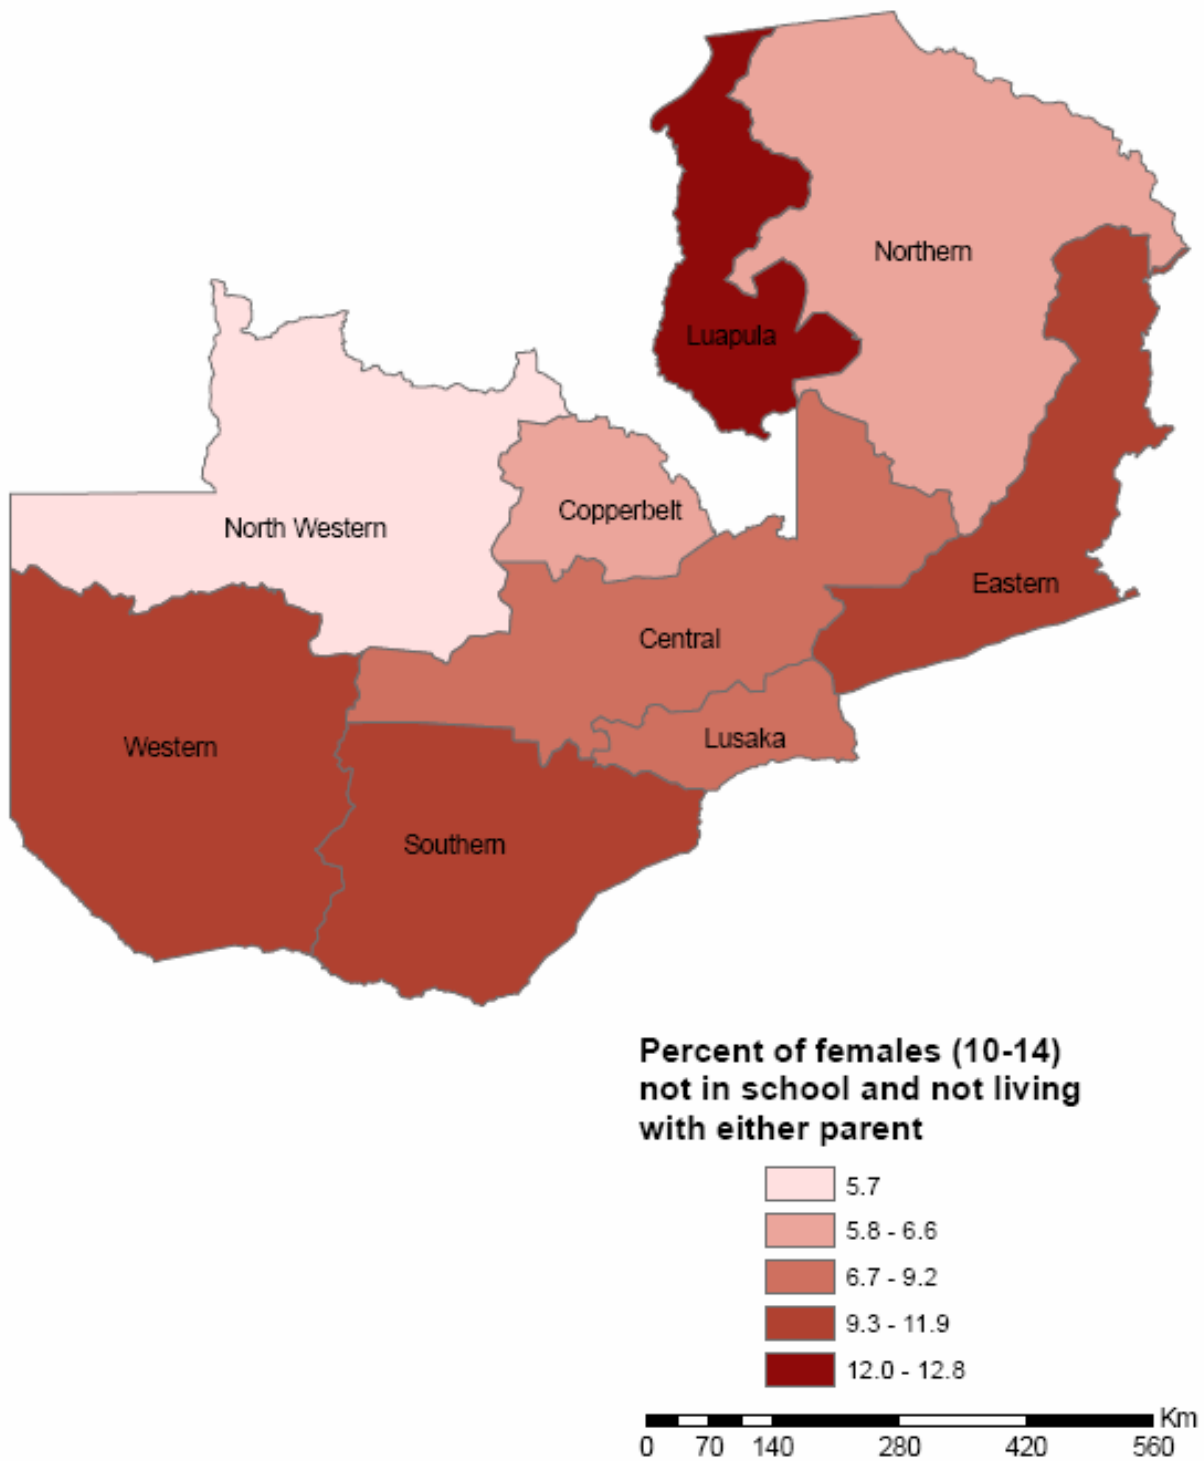 Northern
Luapula
Copperbelt
North Western
Eastern
Central
Lusaka
Western
Southern
Percent of females (10-14)
not in school and not living
with either parent
5.7
5.8 - 6.6
6.7 - 9.2
9.3 - 11.9
12.0 - 12.8
Km
0 70 140 280 420 560